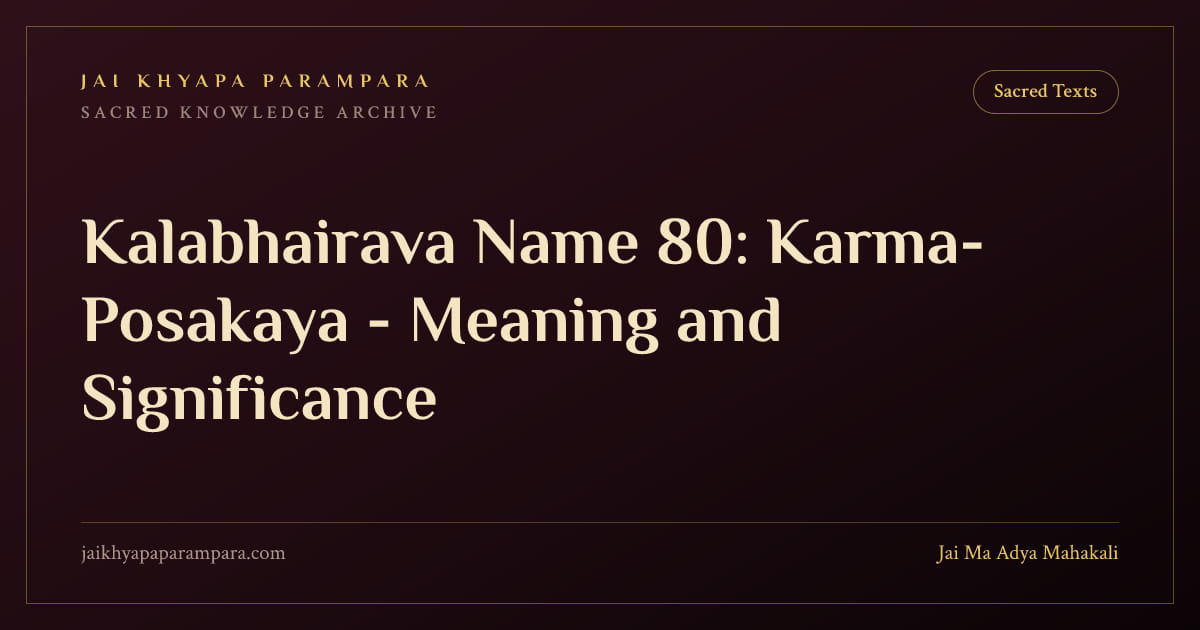 JAI KHYAPA PARAMPARA
SACRED KNOWLEDGE ARCHIVE
Sacred Texts
Kalabhairava Name 80: Karma-
Posakaya - Meaning and
Significance
jaikhyapaparampara.com
Jai Ma Adya Mahakali